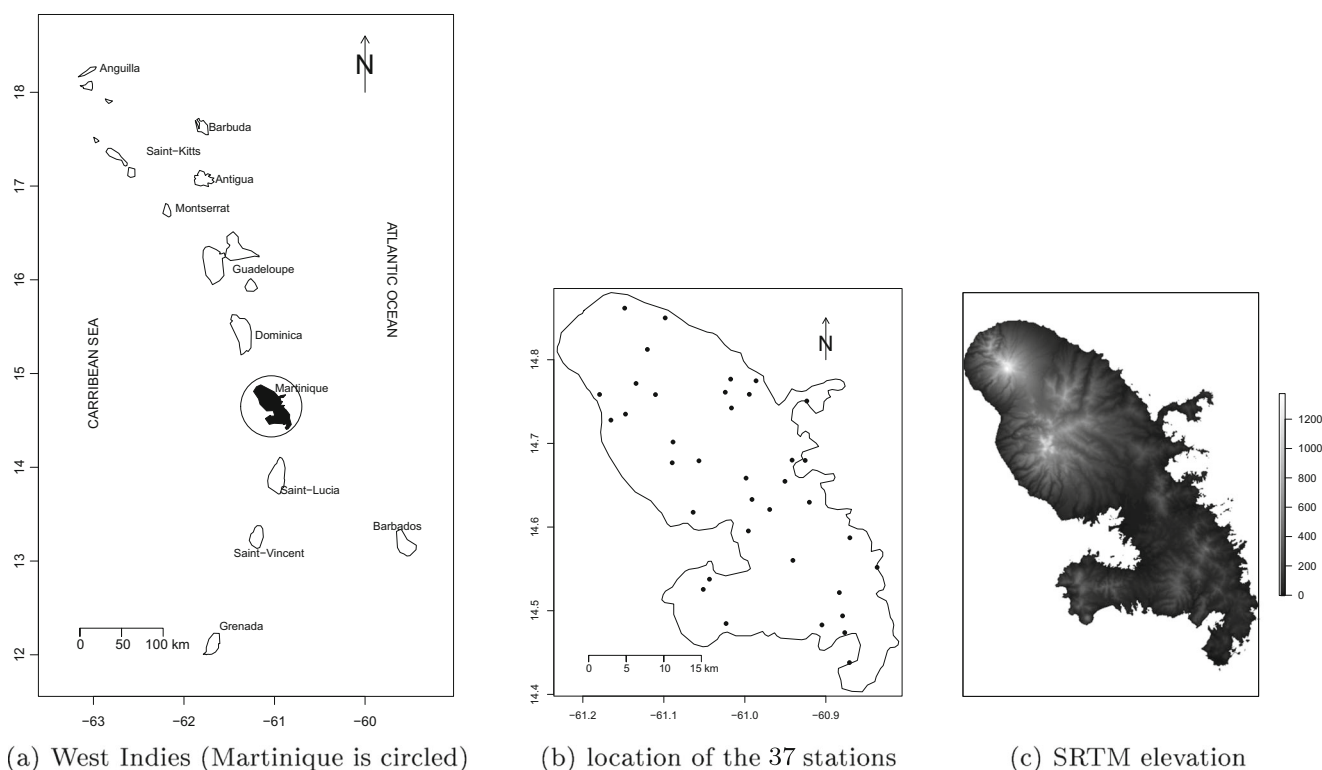 Anguilla
N
Barbuda
Saint-Kitts
Antigua
Montserrat
Guadeloupe
ATLANTIC OCEAN
Dominica
CARRIBEAN SEA
Martinique
Saint-Lucia
Barbados
Saint-Vincent
Grenada
0 50 100 km
18
17
16
15
14
13
12
-63 -62 -61 -60
(a) West Indies (Martinique is circled)
N
14.8
14.7
14.6
14.5
14.4
0 5 10 15 km
-61.2 -61.1 -61.0 -60.9
(b) location of the 37 stations
1200
1000
800
600
400
200
0
(c) SRTM elevation